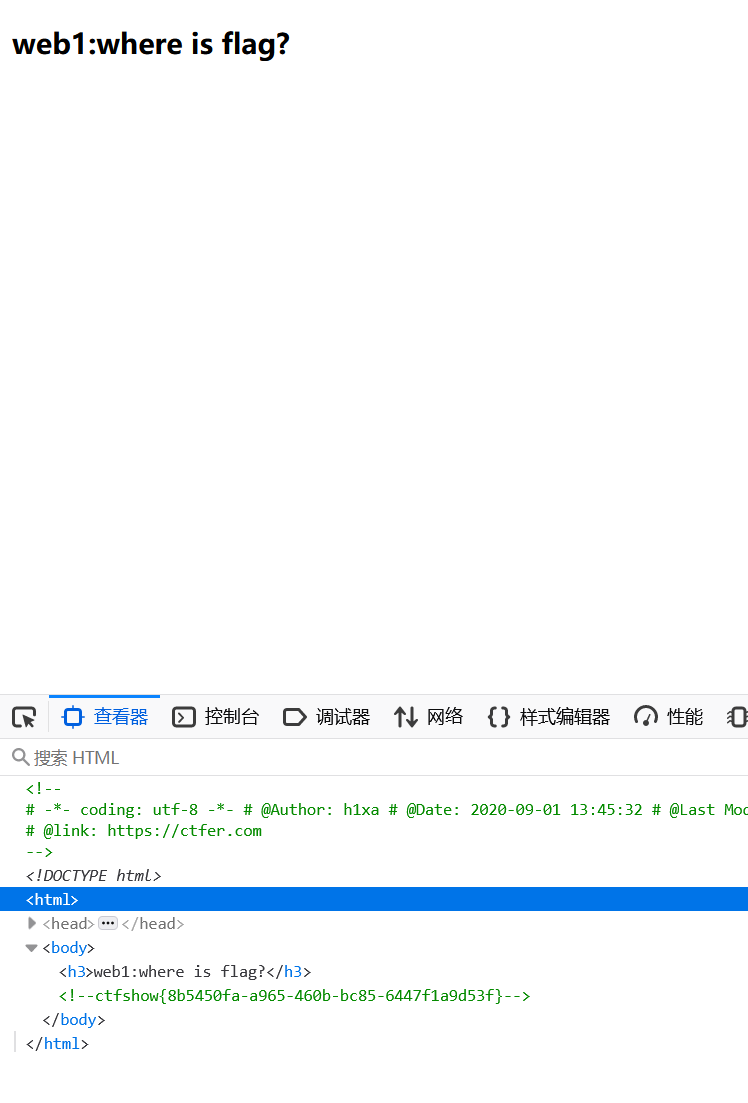 web1:where is flag?
查看器 控制台 调试器 网络 {} 样式编辑器 性能
搜索 HTML
<!--
# -*- coding: utf-8 -*- # @Author: h1xa # @Date: 2020-09-01 13:45:32 # @Last Mod
# @link: https://ctfer.com
-->
<!DOCTYPE html>
<html>
<head>···</head>
<body>
<h3>web1:where is flag?</h3>
<!--ctfshow{8b5450fa-a965-460b-bc85-6447f1a9d53f}-->
</body>
</html>